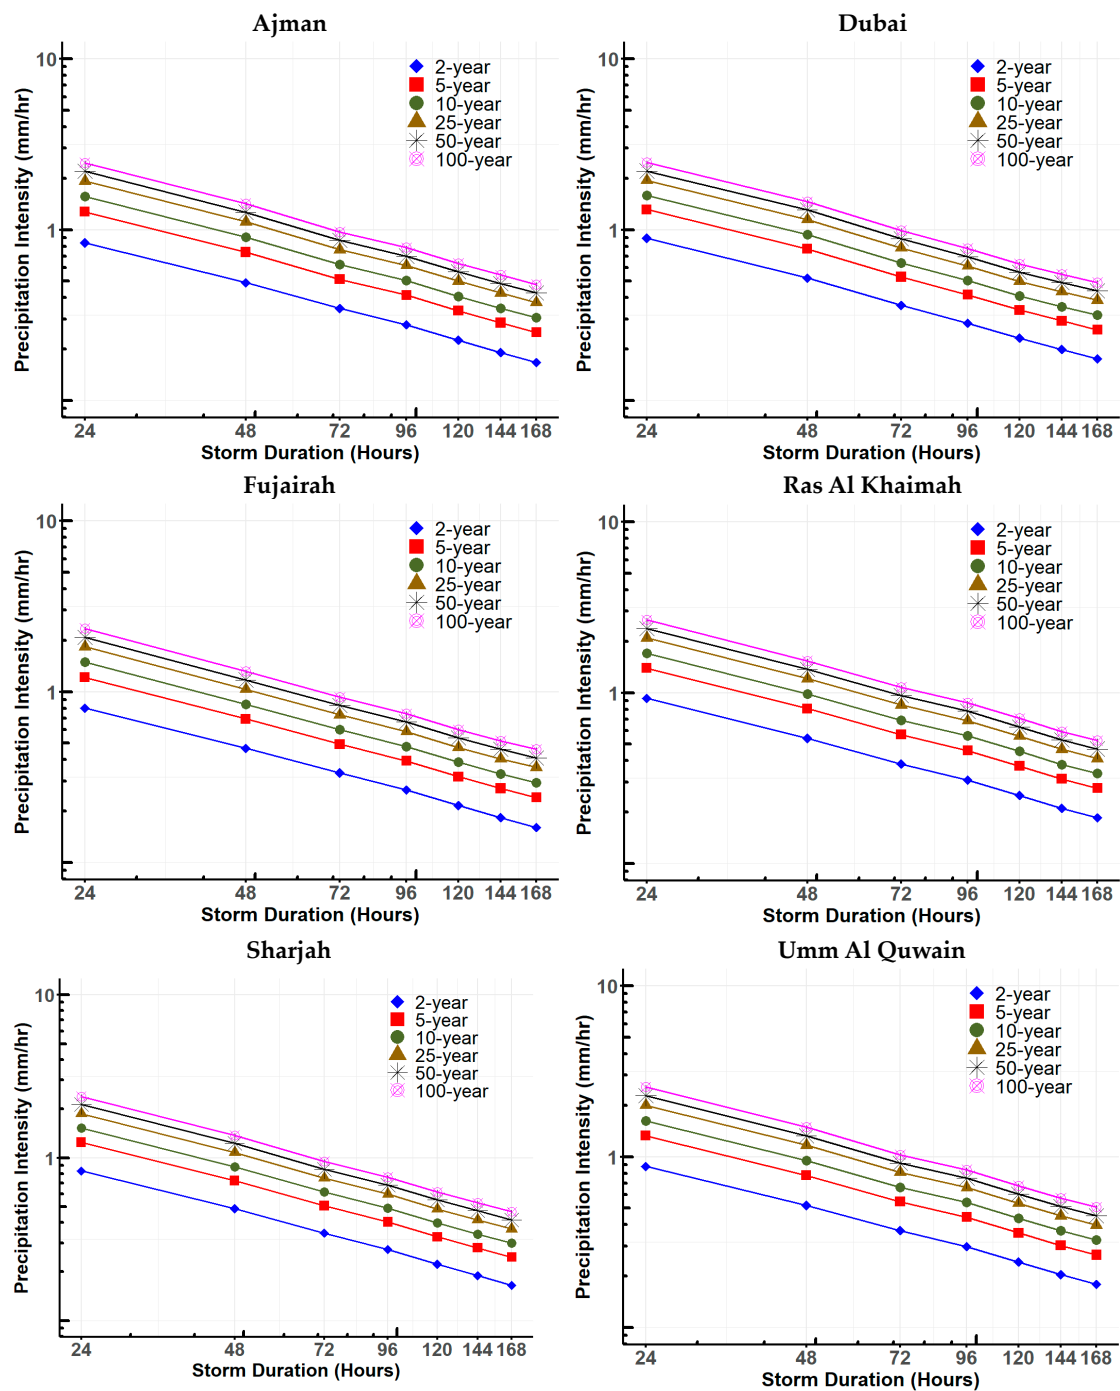 Ajman
Precipitation Intensity (mm/hr)
10
1
2-year
5-year
10-year
25-year
50-year
100-year
24 48 72 96 120 144 168
Storm Duration (Hours)
Dubai
Precipitation Intensity (mm/hr)
10
1
2-year
5-year
10-year
25-year
50-year
100-year
24 48 72 96 120 144 168
Storm Duration (Hours)
Fujairah
Precipitation Intensity (mm/hr)
10
1
2-year
5-year
10-year
25-year
50-year
100-year
24 48 72 96 120 144 168
Storm Duration (Hours)
Ras Al Khaimah
Precipitation Intensity (mm/hr)
10
1
2-year
5-year
10-year
25-year
50-year
100-year
24 48 72 96 120 144 168
Storm Duration (Hours)
Sharjah
Precipitation Intensity (mm/hr)
10
1
2-year
5-year
10-year
25-year
50-year
100-year
24 48 72 96 120 144 168
Storm Duration (Hours)
Umm Al Quwain
Precipitation Intensity (mm/hr)
10
1
2-year
5-year
10-year
25-year
50-year
100-year
24 48 72 96 120 144 168
Storm Duration (Hours)